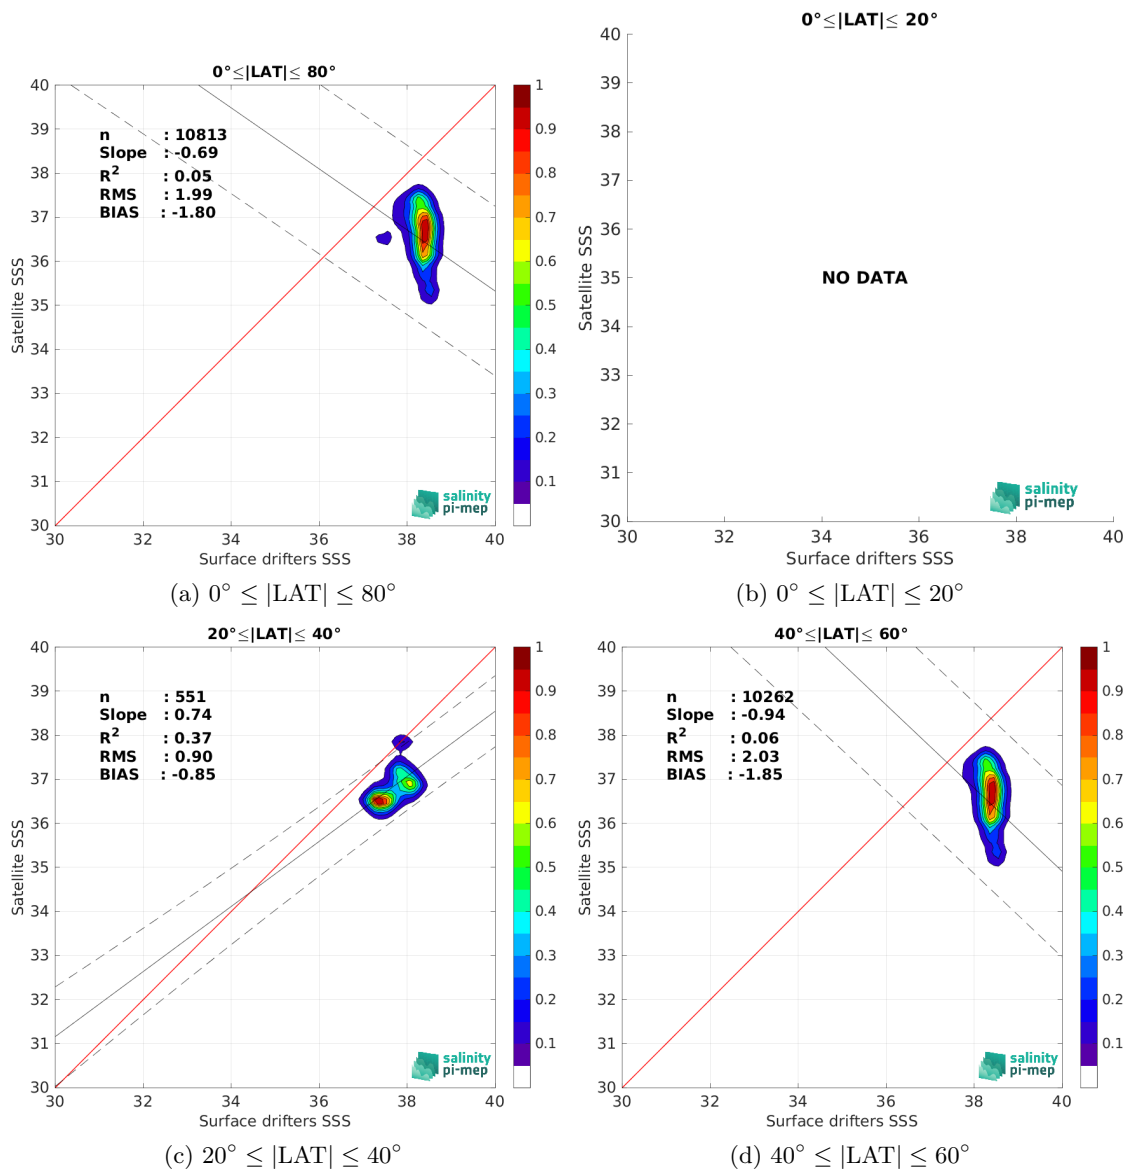 0°≤|LAT|≤ 80°
40
39
38
37
36
35
34
33
32
31
30
Satellite SSS
n : 10813
Slope : -0.69
R² : 0.05
RMS : 1.99
BIAS : -1.80
1
0.9
0.8
0.7
0.6
0.5
0.4
0.3
0.2
0.1
salinity
pi-mep
30 32 34 36 38 40
Surface drifters SSS
(a) 0° ≤ |LAT| ≤ 80°
0°≤|LAT|≤ 20°
40
39
38
37
36
35
34
33
32
31
30
Satellite SSS
NO DATA
salinity
pi-mep
30 32 34 36 38 40
Surface drifters SSS
(b) 0° ≤ |LAT| ≤ 20°
20°≤|LAT|≤ 40°
40
39
38
37
36
35
34
33
32
31
30
Satellite SSS
n : 551
Slope : 0.74
R² : 0.37
RMS : 0.90
BIAS : -0.85
1
0.9
0.8
0.7
0.6
0.5
0.4
0.3
0.2
0.1
salinity
pi-mep
30 32 34 36 38 40
Surface drifters SSS
(c) 20° ≤ |LAT| ≤ 40°
40°≤|LAT|≤ 60°
40
39
38
37
36
35
34
33
32
31
30
Satellite SSS
n : 10262
Slope : -0.94
R² : 0.06
RMS : 2.03
BIAS : -1.85
1
0.9
0.8
0.7
0.6
0.5
0.4
0.3
0.2
0.1
salinity
pi-mep
30 32 34 36 38 40
Surface drifters SSS
(d) 40° ≤ |LAT| ≤ 60°